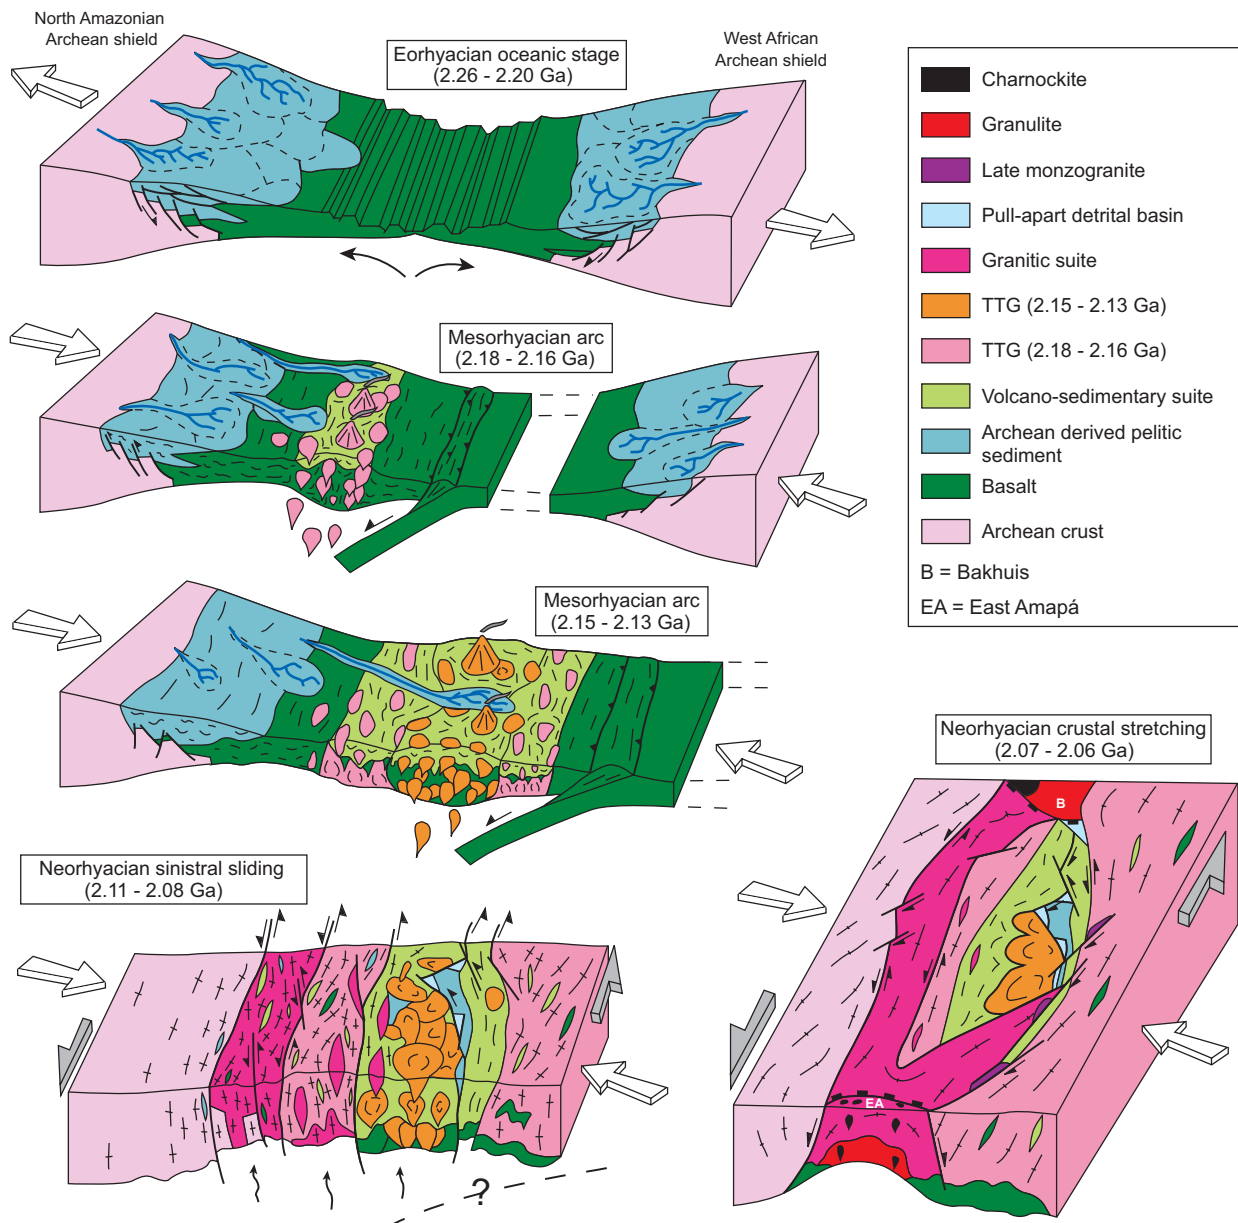 North Amazonian
Archean shield
Eorhyacian oceanic stage
(2.26 - 2.20 Ga)
West African
Archean shield
Mesorhyacian arc
(2.18 - 2.16 Ga)
Mesorhyacian arc
(2.15 - 2.13 Ga)
Neorhyacian sinistral sliding
(2.11 - 2.08 Ga)
?
Charnockite
Granulite
Late monzogranite
Pull-apart detrital basin
Granitic suite
TTG (2.15 - 2.13 Ga)
TTG (2.18 - 2.16 Ga)
Volcano-sedimentary suite
Archean derived pelitic
sediment
Basalt
Archean crust
B = Bakhuis
EA = East Amapá
Neorhyacian crustal stretching
(2.07 - 2.06 Ga)
B
EA